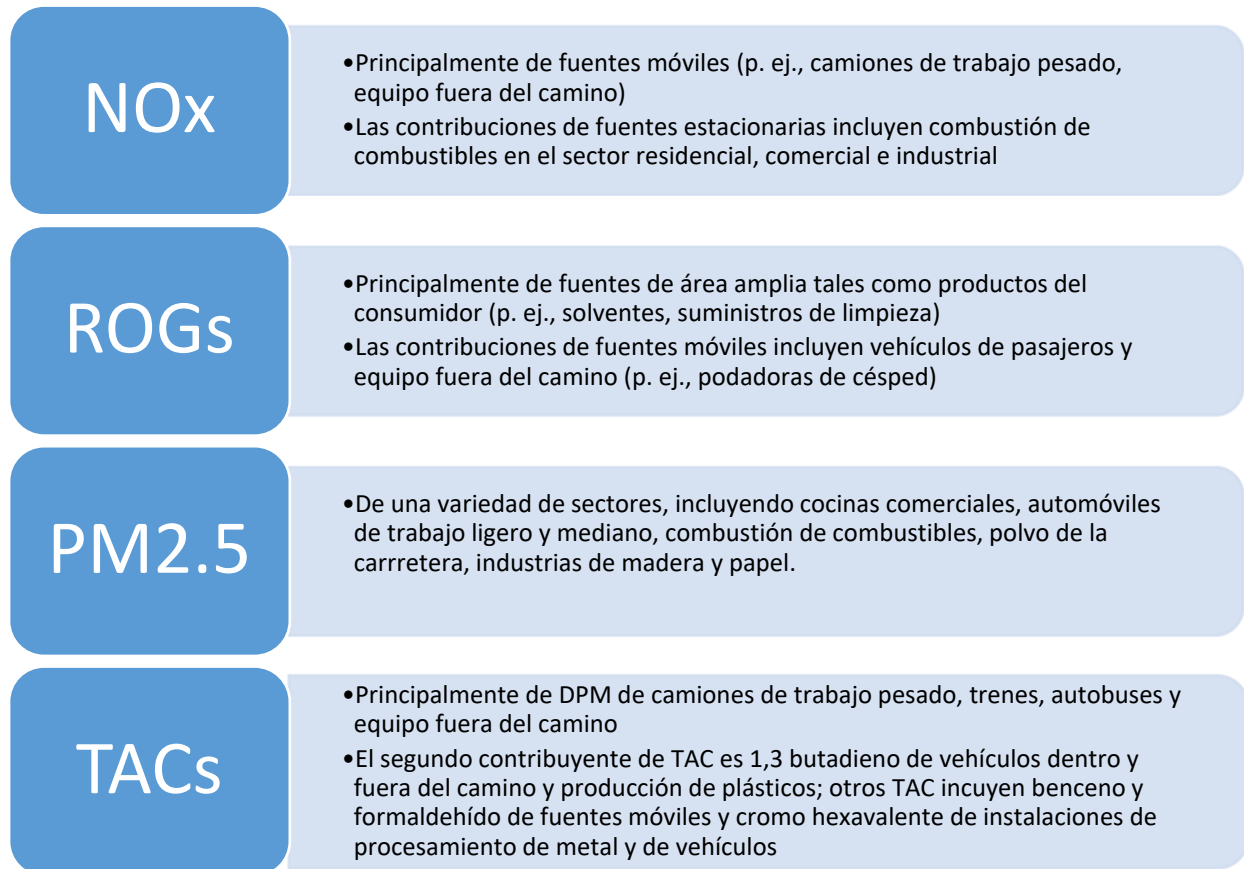 NOx
•Principalmente de fuentes móviles (p. ej., camiones de trabajo pesado,
equipo fuera del camino)
•Las contribuciones de fuentes estacionarias incluyen combustión de
combustibles en el sector residencial, comercial e industrial
ROGs
•Principalmente de fuentes de área amplia tales como productos del
consumidor (p. ej., solventes, suministros de limpieza)
•Las contribuciones de fuentes móviles incluyen vehículos de pasajeros y
equipo fuera del camino (p. ej., podadoras de césped)
PM2.5
•De una variedad de sectores, incluyendo cocinas comerciales, automóviles
de trabajo ligero y mediano, combustión de combustibles, polvo de la
carrretera, industrias de madera y papel.
TACs
•Principalmente de DPM de camiones de trabajo pesado, trenes, autobuses y
equipo fuera del camino
•El segundo contribuyente de TAC es 1,3 butadieno de vehículos dentro y
fuera del camino y producción de plásticos; otros TAC incuyen benceno y
formaldehído de fuentes móviles y cromo hexavalente de instalaciones de
procesamiento de metal y de vehículos